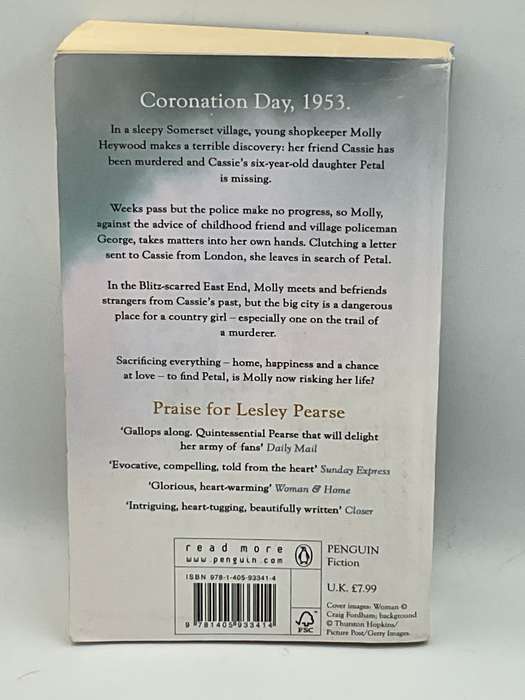 Coronation Day, 1953.
In a sleepy Somerset village, young shopkeeper Molly
Heywood makes a terrible discovery: her friend Cassie has
been murdered and Cassie's six-year-old daughter Petal
is missing.
Weeks pass but the police make no progress, so Molly,
against the advice of childhood friend and village policeman
George, takes matters into her own hands. Clutching a letter
sent to Cassie from London, she leaves in search of Petal.
In the Blitz-scarred East End, Molly meets and befriends
strangers from Cassie's past, but the big city is a dangerous
place for a country girl – especially one on the trail of
a murderer.
Sacrificing everything – home, happiness and a chance
at love – to find Petal, is Molly now risking her life?
Praise for Lesley Pearse
'Gallops along. Quintessential Pearse that will delight
her army of fans' Daily Mail
'Evocative, compelling, told from the heart' Sunday Express
'Glorious, heart-warming' Woman & Home
'Intriguing, heart-tugging, beautifully written' Closer
read more
www.penguin.com
ISBN 978-1-405-93341-4
9 781405 933414
FSC
PENGUIN
Fiction
U.K. £7.99
Cover images: Woman ©
Craig Fordham; background
© Thurston Hopkins/
Picture Post/Getty Images